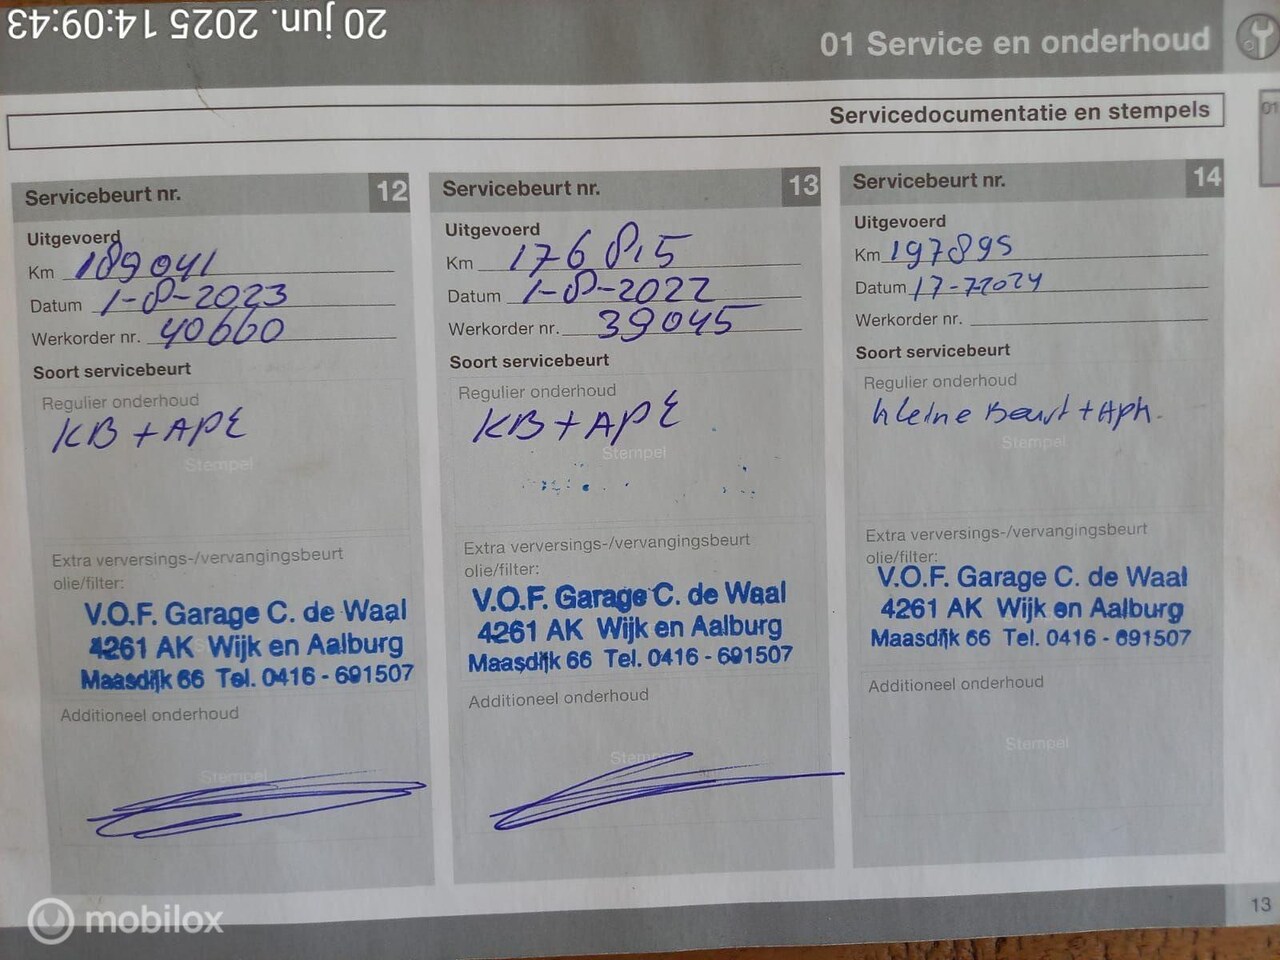 20 jun. 2025 14:09:43
01 Service en onderhoud
Servicedocumentatie en stempels
01
Servicebeurt nr. 12
Uitgevoerd
Km 189041
Datum 1-8-2023
Werkorder nr. 40660
Soort servicebeurt
Regulier onderhoud
KB + APE
Stempel
Extra verversings-/vervangingsbeurt
olie/filter:
V.O.F. Garage C. de Waal
4261 AK Wijk en Aalburg
Maasdijk 66 Tel. 0416 - 691507
Additioneel onderhoud
Stempel
Servicebeurt nr. 13
Uitgevoerd
Km 176815
Datum 1-8-2022
Werkorder nr. 39045
Soort servicebeurt
Regulier onderhoud
KB + APE
Stempel
Extra verversings-/vervangingsbeurt
olie/filter:
V.O.F. Garage C. de Waal
4261 AK Wijk en Aalburg
Maasdijk 66 Tel. 0416 - 691507
Additioneel onderhoud
Stempel
Servicebeurt nr. 14
Uitgevoerd
Km 197895
Datum
Werkorder nr.
Soort servicebeurt
Regulier onderhoud
kleine Beurt + Apk.
Stempel
Extra verversings-/vervangingsbeurt
olie/filter:
V.O.F. Garage C. de Waal
4261 AK Wijk en Aalburg
Maasdijk 66 Tel. 0416 - 691507
Additioneel onderhoud
Stempel
13
mobilox